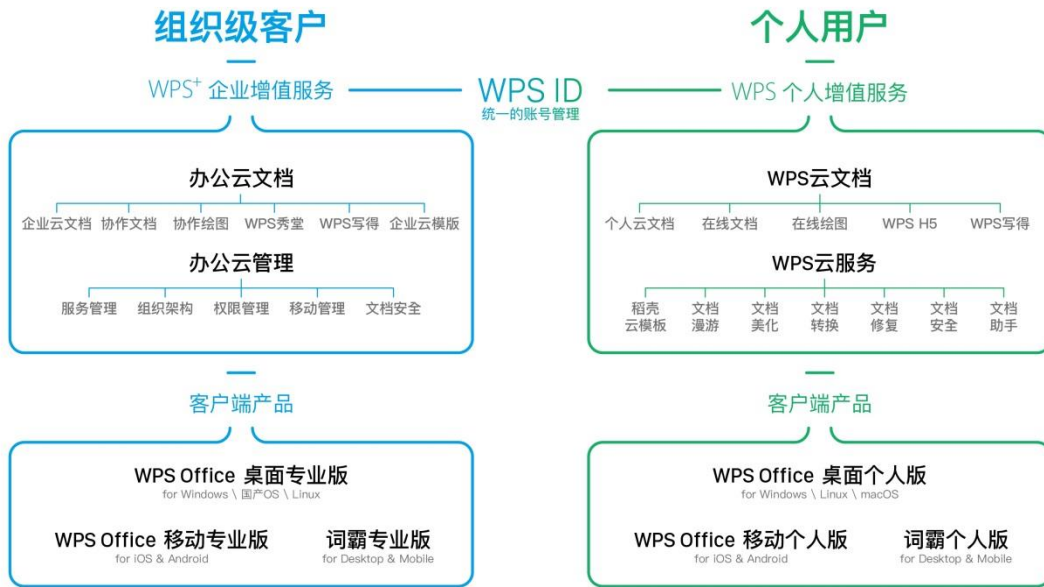 组织级客户
个人用户
WPS⁺ 企业增值服务
WPS ID
统一的账号管理
WPS 个人增值服务
办公云文档
企业云文档 协作文档 协作绘图 WPS秀堂 WPS写得 企业云模版
办公云管理
服务管理 组织架构 权限管理 移动管理 文档安全
WPS云文档
个人云文档 在线文档 在线绘图 WPS H5 WPS写得
WPS云服务
稻壳 文档 文档 文档 文档 文档 文档
云模板 漫游 美化 转换 修复 安全 助手
客户端产品
客户端产品
WPS Office 桌面专业版
for Windows \ 国产OS \ Linux
WPS Office 移动专业版 词霸专业版
for iOS & Android for Desktop & Mobile
WPS Office 桌面个人版
for Windows \ Linux \ macOS
WPS Office 移动个人版 词霸个人版
for iOS & Android for Desktop & Mobile